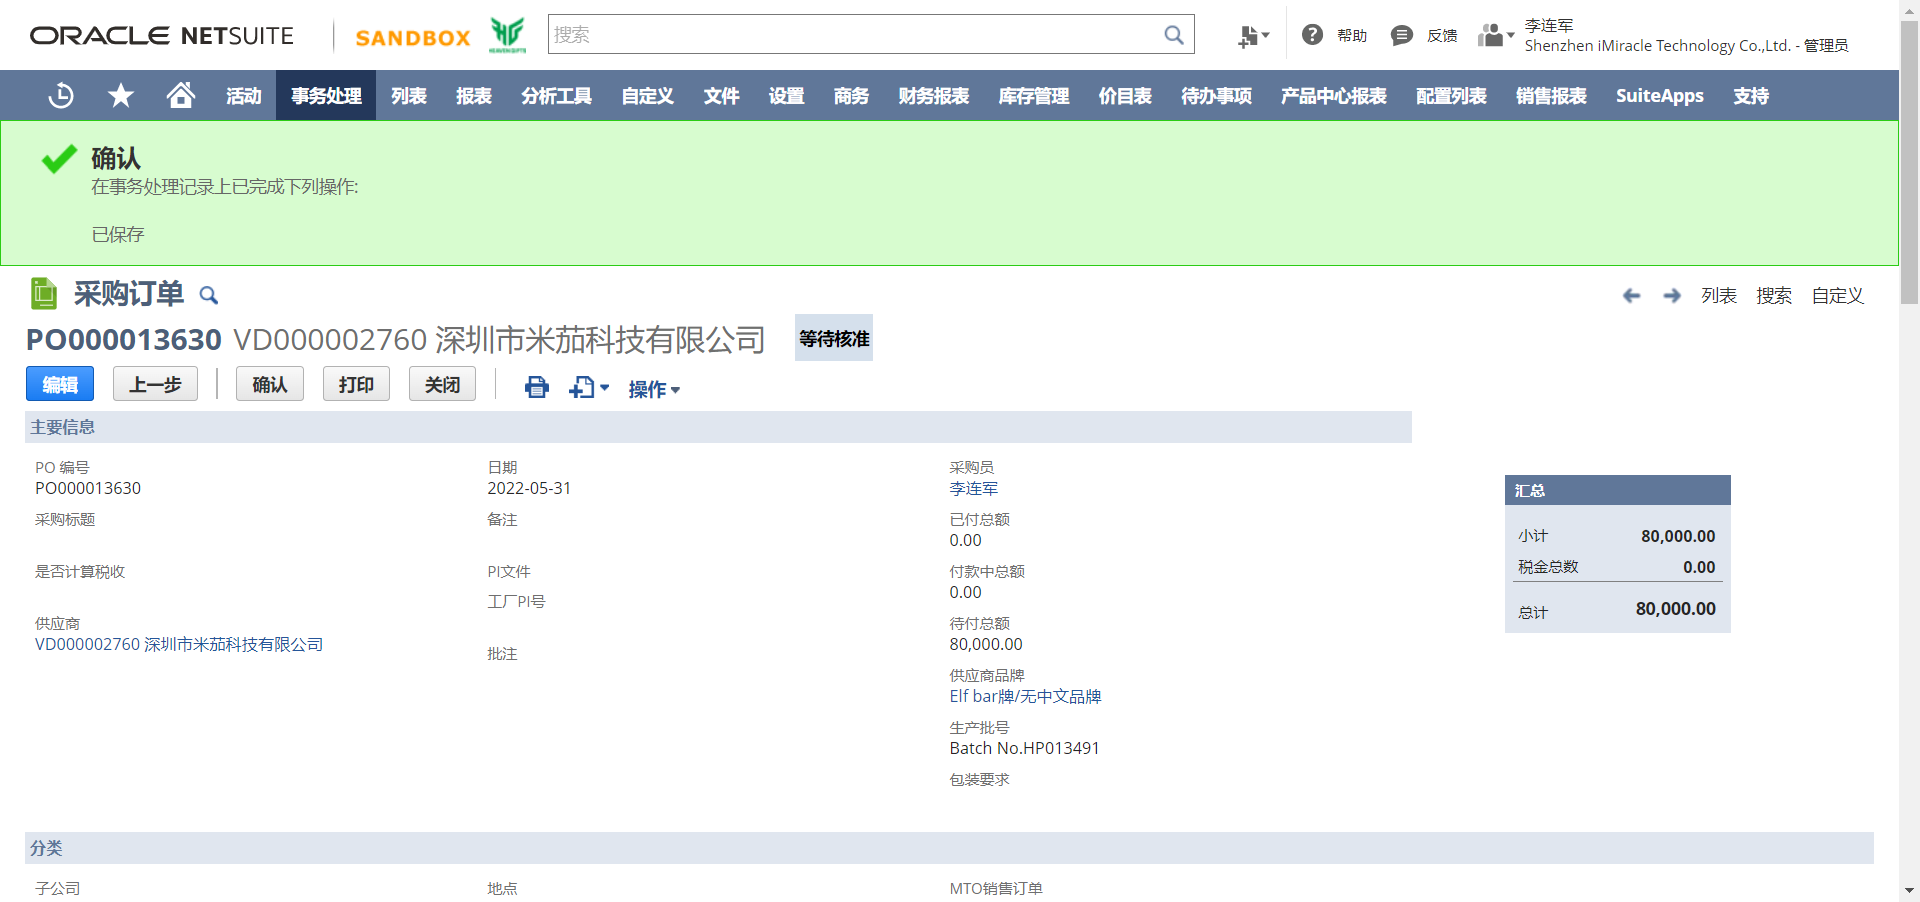 ORACLE NETSUITE
SANDBOX
HEAVEN GIFTS
搜索
帮助
反馈
李连军
Shenzhen iMiracle Technology Co.,Ltd. - 管理员
活动 事务处理 列表 报表 分析工具 自定义 文件 设置 商务 财务报表 库存管理 价目表 待办事项 产品中心报表 配置列表 销售报表 SuiteApps 支持
确认
在事务处理记录上已完成下列操作:
已保存
采购订单
列表 搜索 自定义
PO000013630 VD000002760 深圳市米茄科技有限公司 等待核准
编辑 上一步 确认 打印 关闭 操作
主要信息
PO 编号
PO000013630
采购标题
是否计算税收
供应商
VD000002760 深圳市米茄科技有限公司
日期
2022-05-31
备注
PI文件
工厂PI号
批注
采购员
李连军
已付总额
0.00
付款中总额
0.00
待付总额
80,000.00
供应商品牌
Elf bar牌/无中文品牌
生产批号
Batch No.HP013491
包装要求
汇总
小计 80,000.00
税金总数 0.00
总计 80,000.00
分类
子公司 地点 MTO销售订单